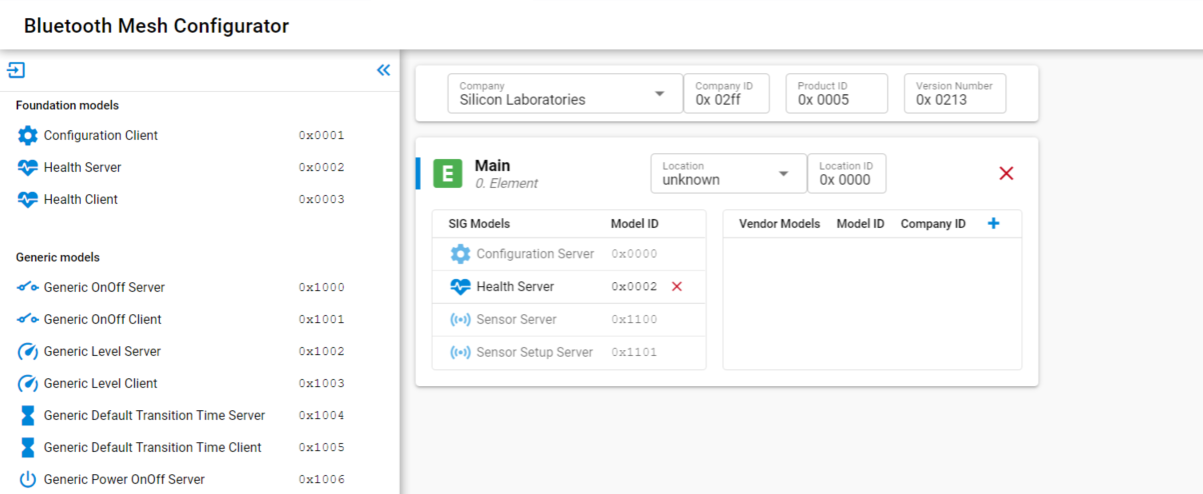 Bluetooth Mesh Configurator
Foundation models
Configuration Client 0x0001
Health Server 0x0002
Health Client 0x0003
Generic models
Generic OnOff Server 0x1000
Generic OnOff Client 0x1001
Generic Level Server 0x1002
Generic Level Client 0x1003
Generic Default Transition Time Server 0x1004
Generic Default Transition Time Client 0x1005
Generic Power OnOff Server 0x1006
Company Company ID Product ID Version Number
Silicon Laboratories 0x 02ff 0x 0005 0x 0213
E
Main
0. Element
Location Location ID
unknown 0x 0000
SIG Models Model ID
Configuration Server 0x0000
Health Server 0x0002
Sensor Server 0x1100
Sensor Setup Server 0x1101
Vendor Models Model ID Company ID